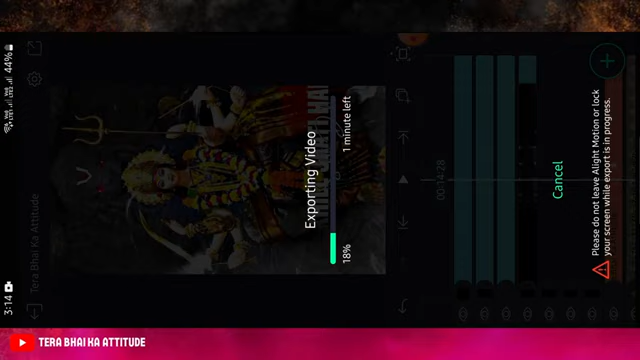 3:14
44%
Tera Bhai Ka Attitude
Exporting Video
18%
1 minute left
00:14:28
Cancel
Please do not leave Alight Motion or lock
your screen while export is in progress.
TERA BHAI KA ATTITUDE